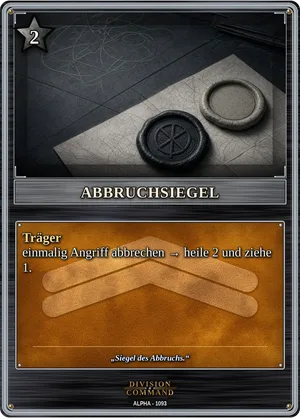 2
ABBRUCHSIEGEL
Träger
einmalig Angriff abbrechen → heile 2 und ziehe
1.
„Siegel des Abbruchs.“
DIVISION
COMMAND
ALPHA - 1093